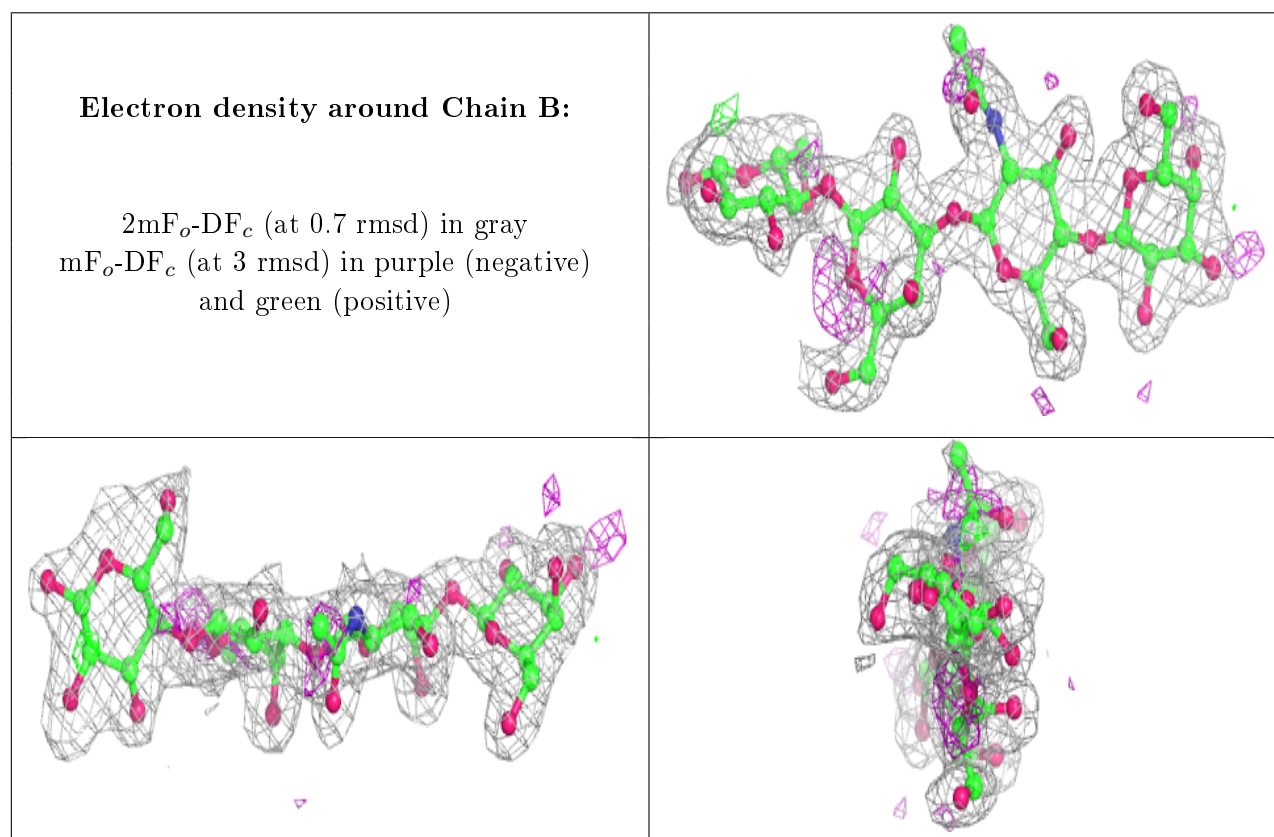 Electron density around Chain B:
2mFo-DFc (at 0.7 rmsd) in gray
mFo-DFc (at 3 rmsd) in purple (negative)
and green (positive)